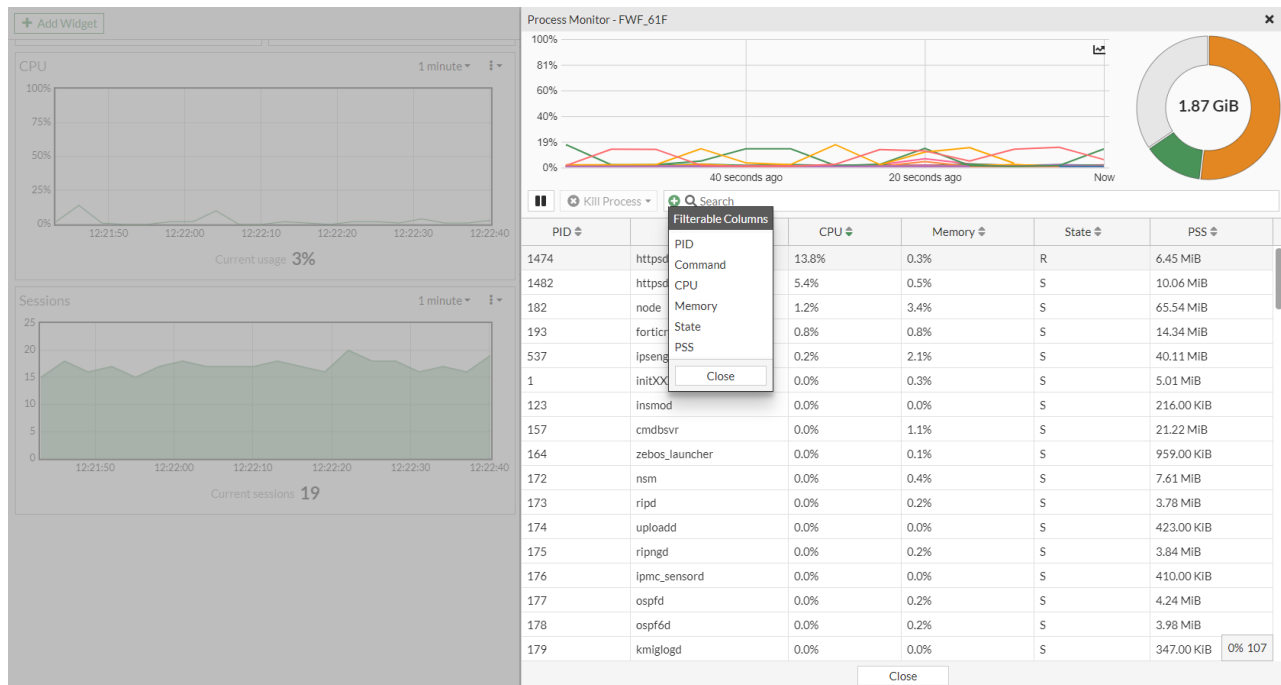 Add Widget
CPU
1 minute
100%
75%
50%
25%
0%
12:21:50 12:22:00 12:22:10 12:22:20 12:22:30 12:22:40
Current usage 3%
Sessions
1 minute
25
20
15
10
5
0
12:21:50 12:22:00 12:22:10 12:22:20 12:22:30 12:22:40
Current sessions 19
Process Monitor - FWF_61F
100%
81%
60%
40%
19%
0%
40 seconds ago 20 seconds ago Now
1.87 GiB
Kill Process Search
Filterable Columns
PID
Command
CPU
Memory
State
PSS
Close
PID CPU Memory State PSS
1474 httpsd 13.8% 0.3% R 6.45 MiB
1482 httpsd 5.4% 0.5% S 10.06 MiB
182 node 1.2% 3.4% S 65.54 MiB
193 0.8% 0.8% S 14.34 MiB
537 ipseng 0.2% 2.1% S 40.11 MiB
1 initXX 0.0% 0.3% S 5.01 MiB
123 insmod 0.0% 0.0% S 216.00 KiB
157 cmdbsvr 0.0% 1.1% S 21.22 MiB
164 zebos_launcher 0.0% 0.1% S 959.00 KiB
172 nsm 0.0% 0.4% S 7.61 MiB
173 ripd 0.0% 0.2% S 3.78 MiB
174 uploadd 0.0% 0.0% S 423.00 KiB
175 ripngd 0.0% 0.2% S 3.84 MiB
176 ipmc_sensord 0.0% 0.0% S 410.00 KiB
177 ospfd 0.0% 0.2% S 4.24 MiB
178 ospf6d 0.0% 0.2% S 3.98 MiB
179 kmiglogd 0.0% 0.0% S 347.00 KiB
0% 107
Close